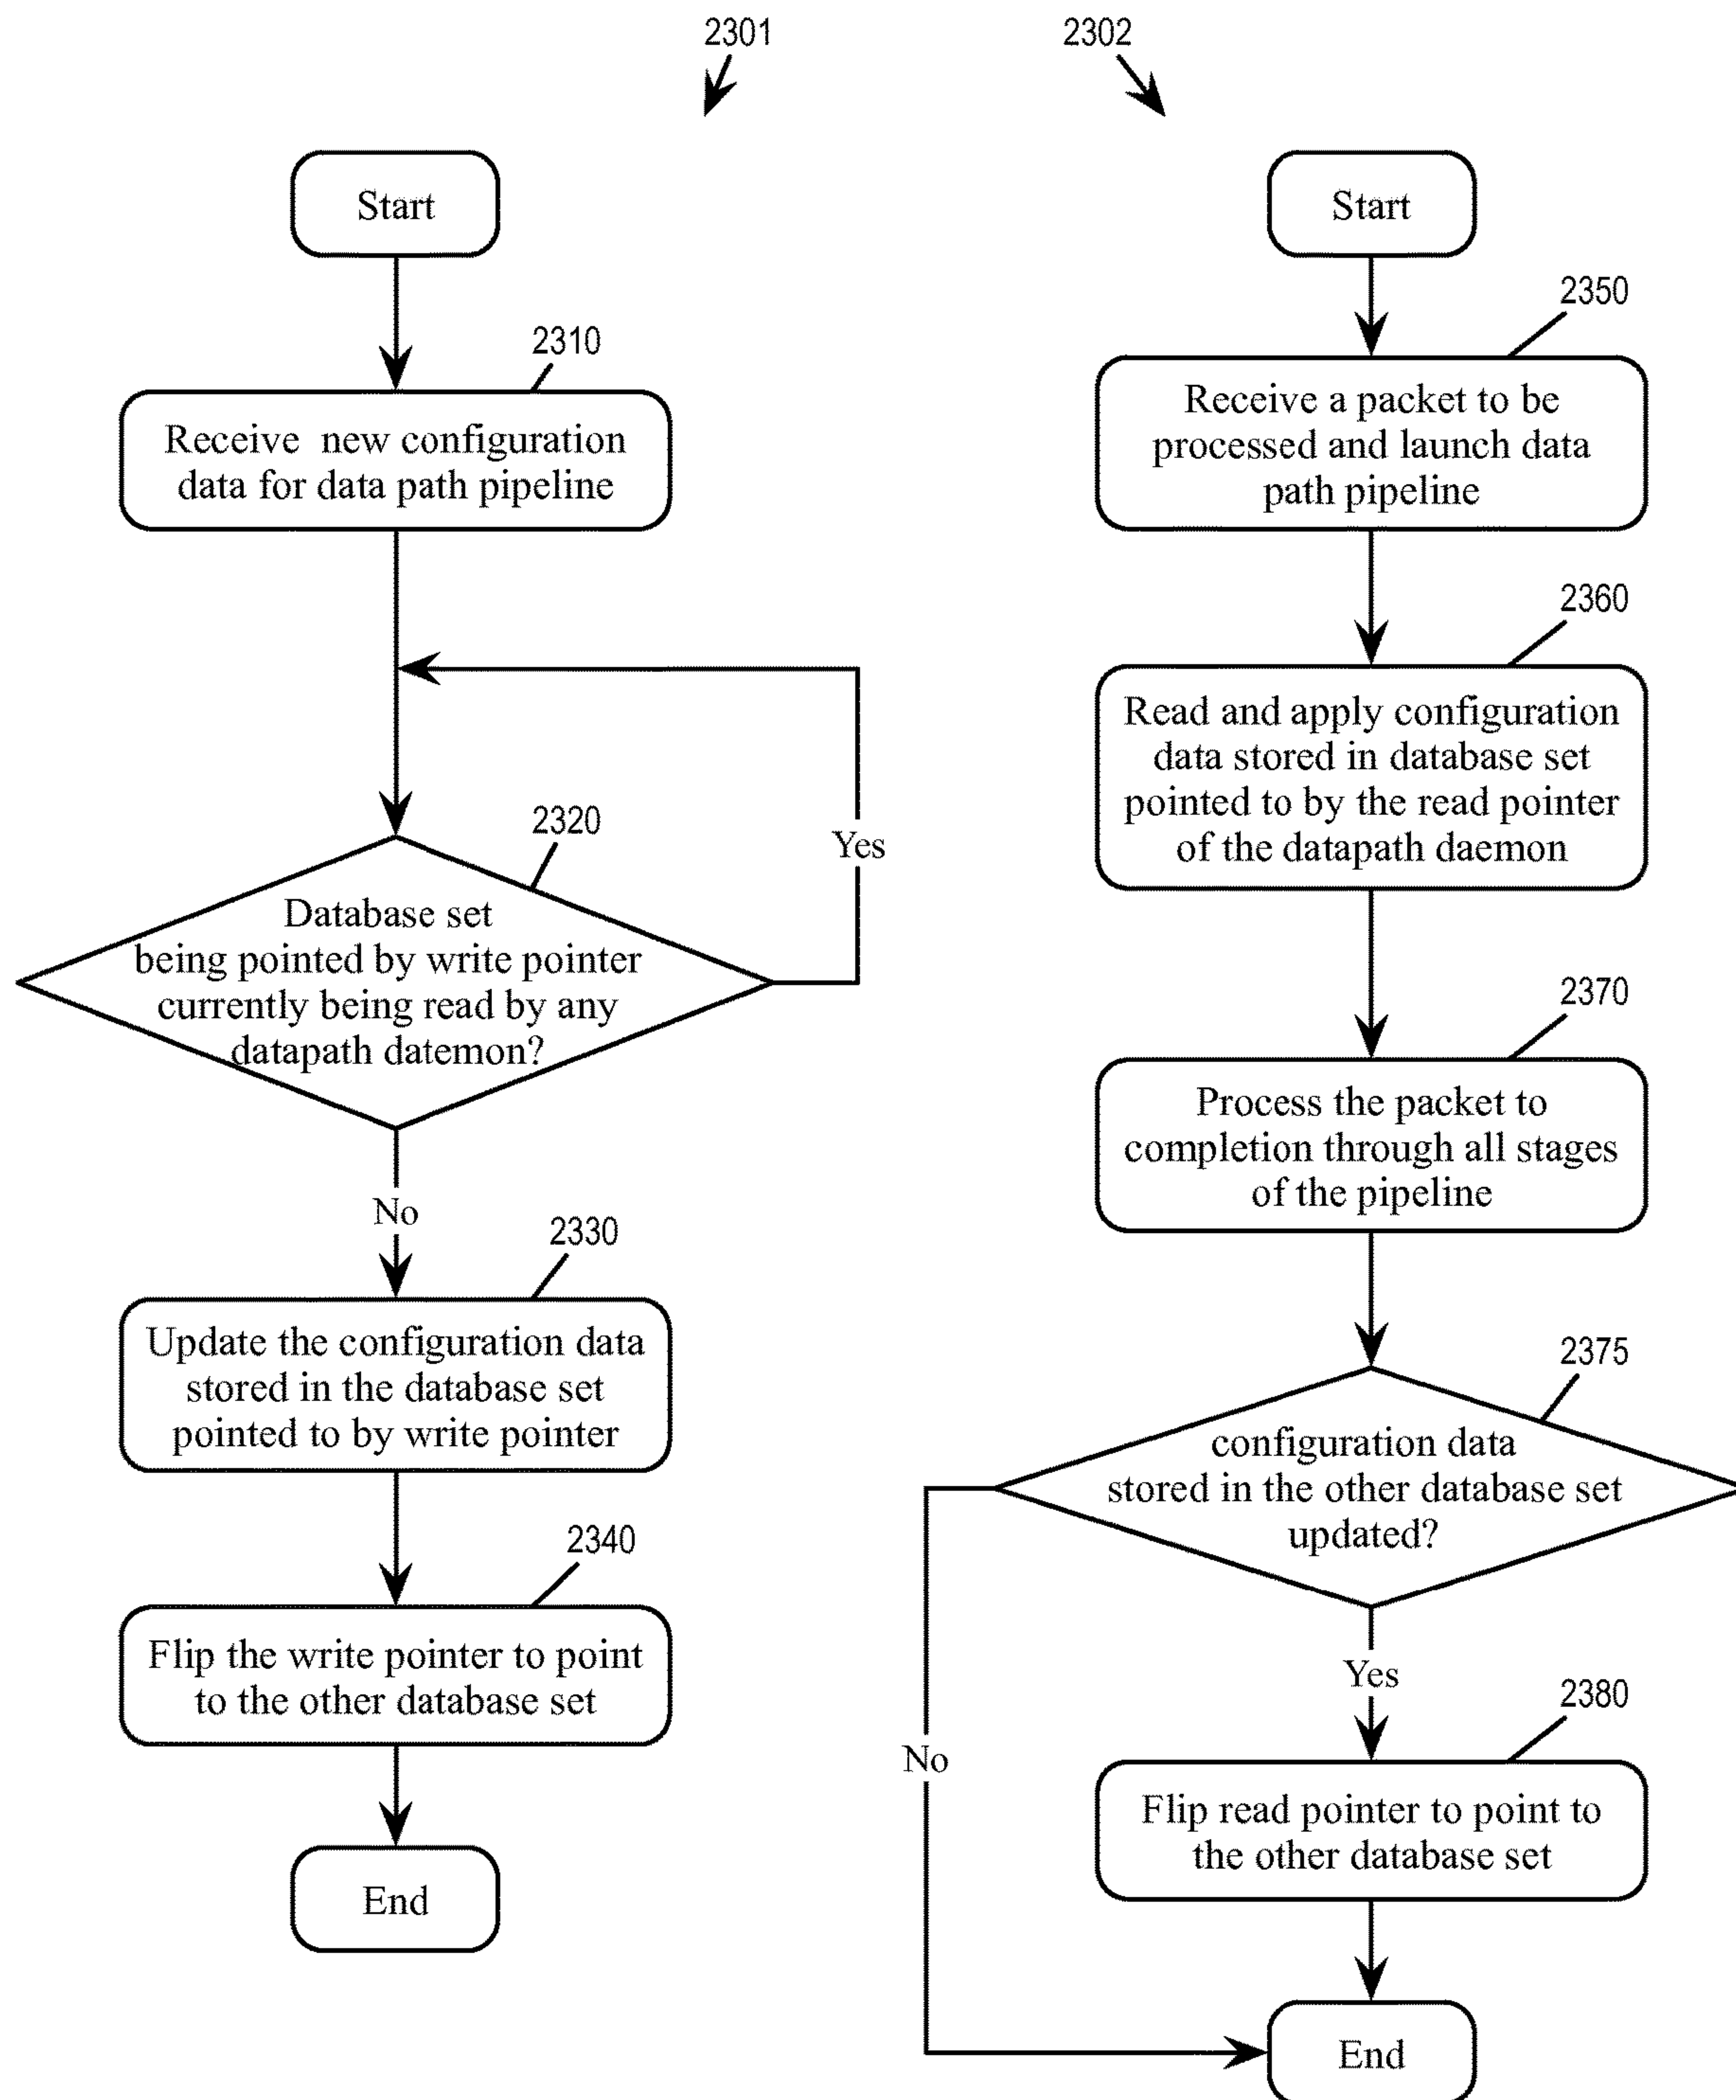 2301
2302
Start
2310
Receive new configuration
data for data path pipeline
2320
Database set
being pointed by write pointer
currently being read by any
datapath datemon?
Yes
No
2330
Update the configuration data
stored in the database set
pointed to by write pointer
2340
Flip the write pointer to point
to the other database set
End
Start
2350
Receive a packet to be
processed and launch data
path pipeline
2360
Read and apply configuration
data stored in database set
pointed to by the read pointer
of the datapath daemon
2370
Process the packet to
completion through all stages
of the pipeline
2375
configuration data
stored in the other database set
updated?
Yes
No
2380
Flip read pointer to point to
the other database set
End